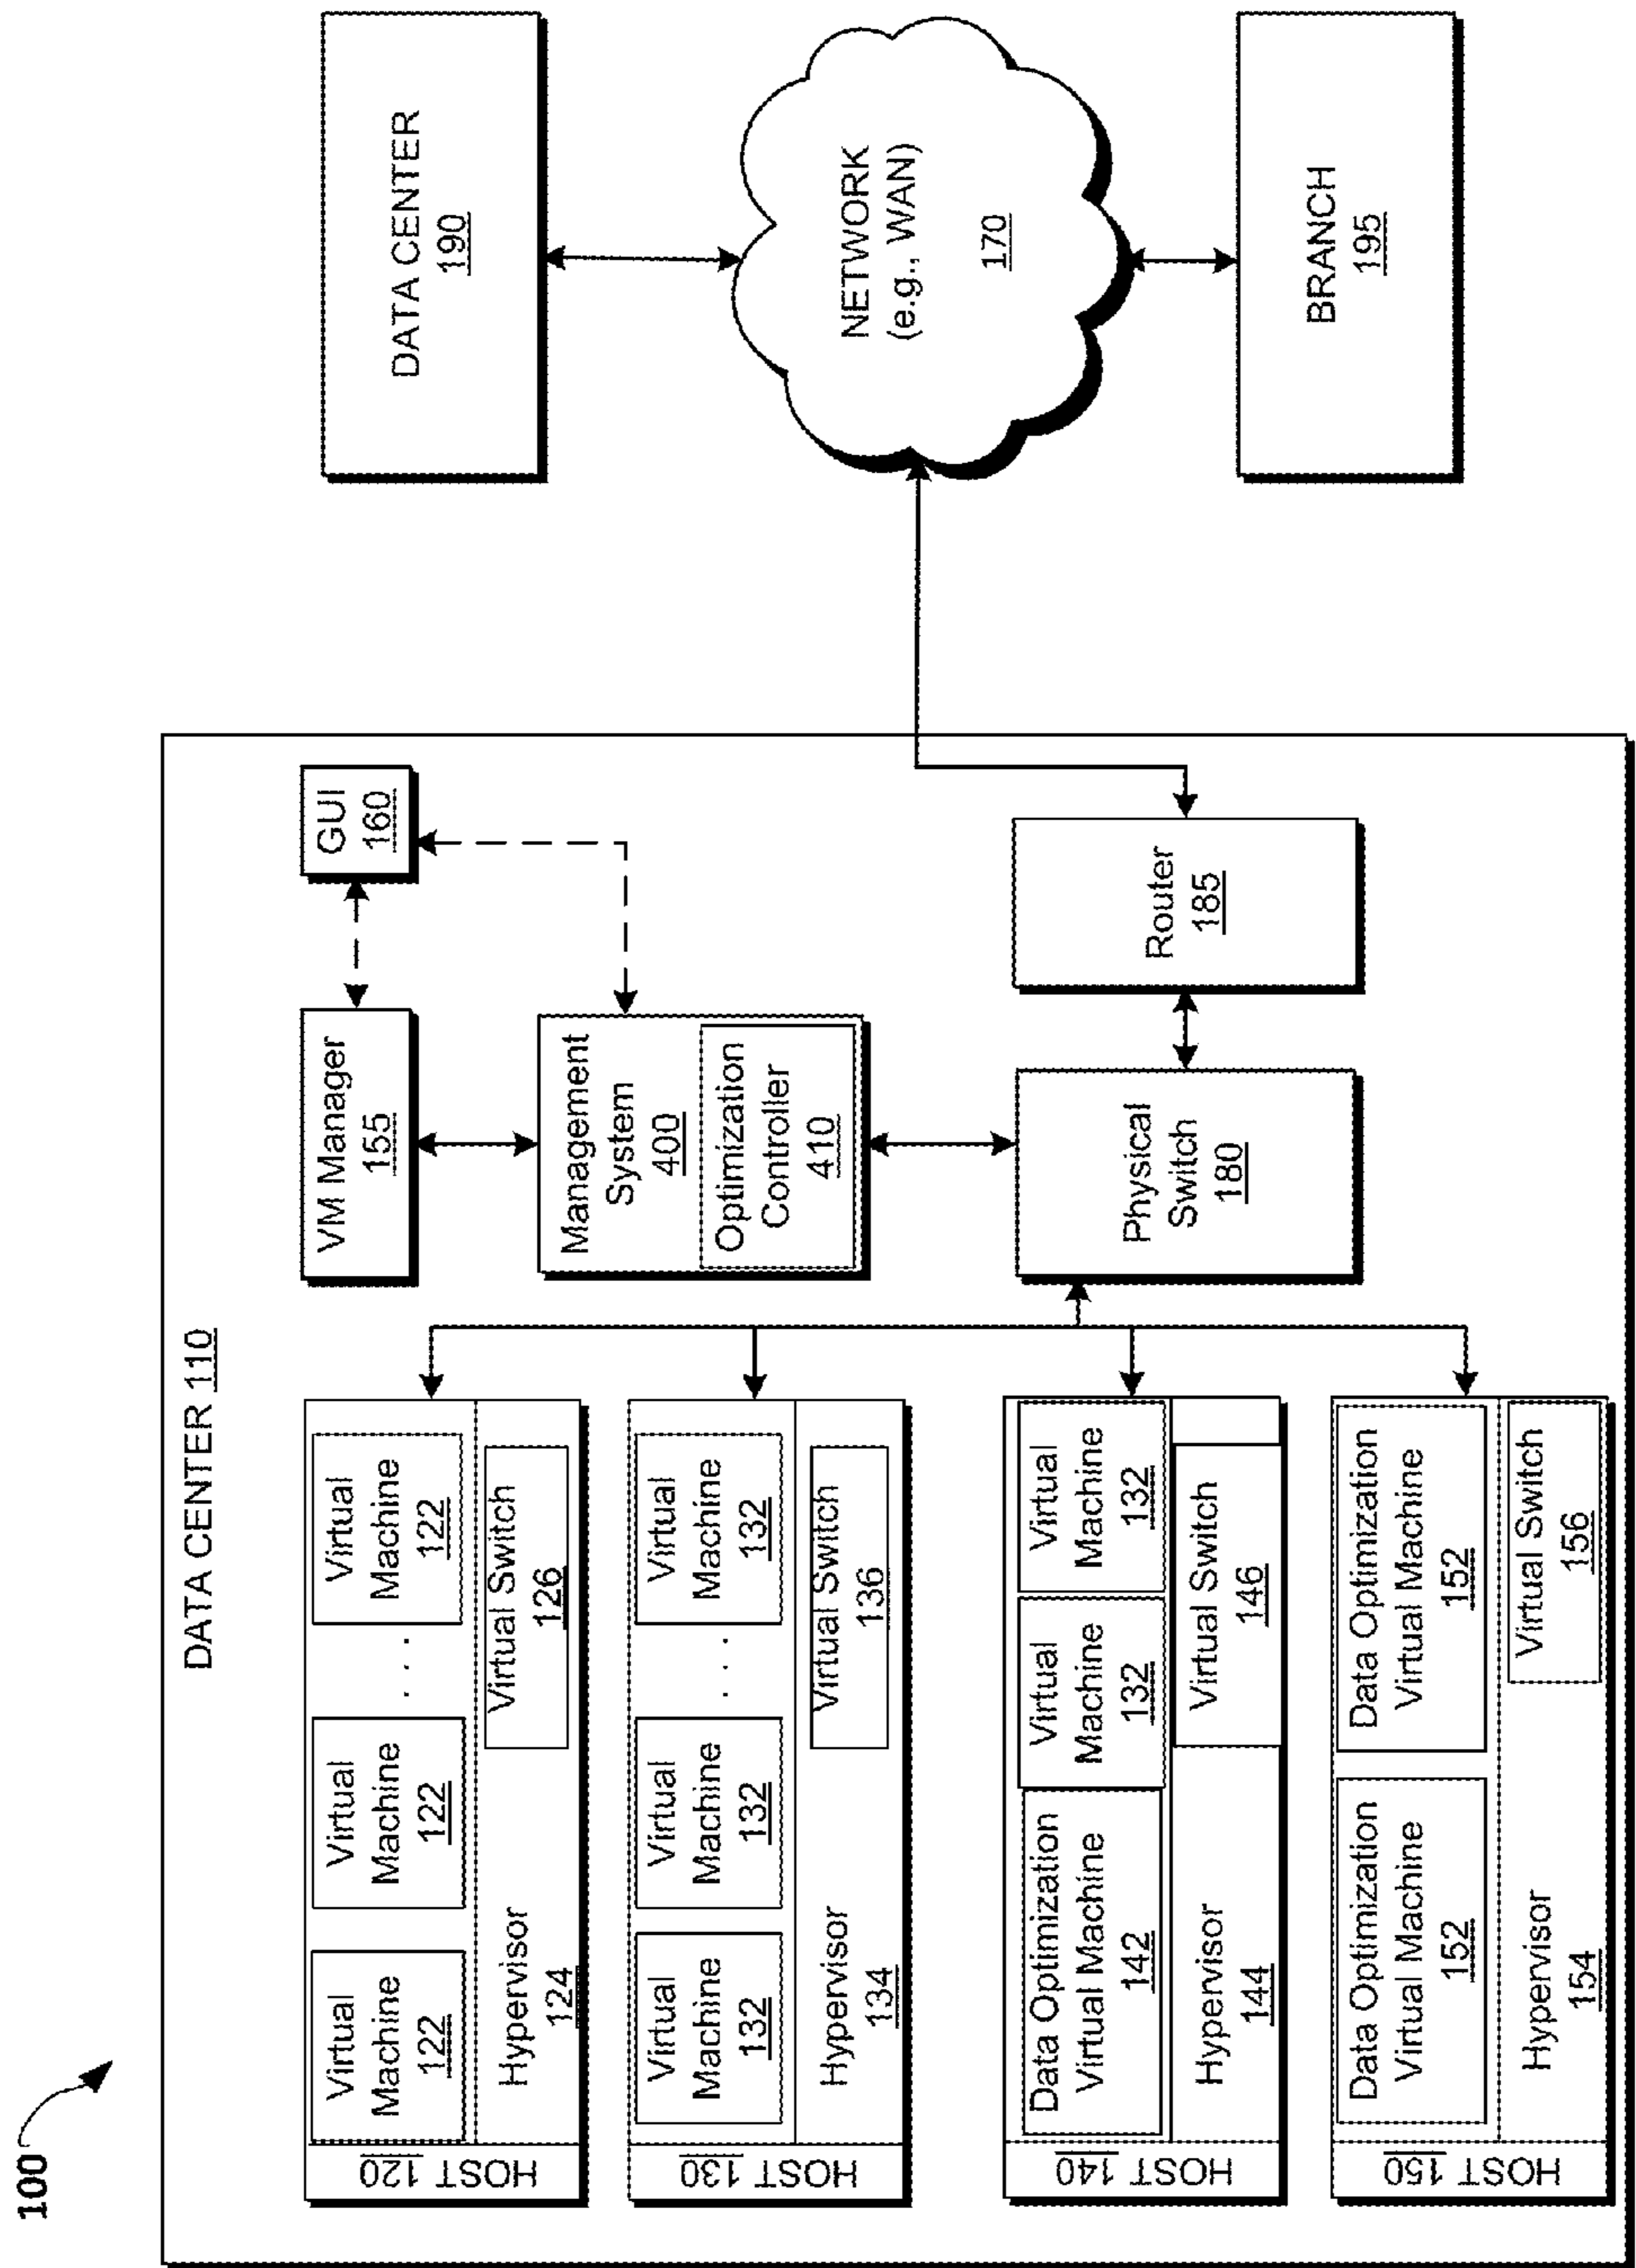 100
DATA CENTER 110
HOST 120
Virtual
Machine
122
Virtual
Machine
122
. . .
Virtual
Machine
122
Hypervisor
124
Virtual Switch
126
HOST 130
Virtual
Machine
132
Virtual
Machine
132
. . .
Virtual
Machine
132
Hypervisor
134
Virtual Switch
136
HOST 140
Data Optimization
Virtual Machine
142
Virtual
Machine
132
Virtual
Machine
132
Hypervisor
144
Virtual Switch
146
HOST 150
Data Optimization
Virtual Machine
152
Data Optimization
Virtual Machine
152
Hypervisor
154
Virtual Switch
156
VM Manager
155
GUI
160
Management
System
400
Optimization
Controller
410
Physical
Switch
180
Router
185
DATA CENTER
190
NETWORK
(e.g., WAN)
170
BRANCH
195